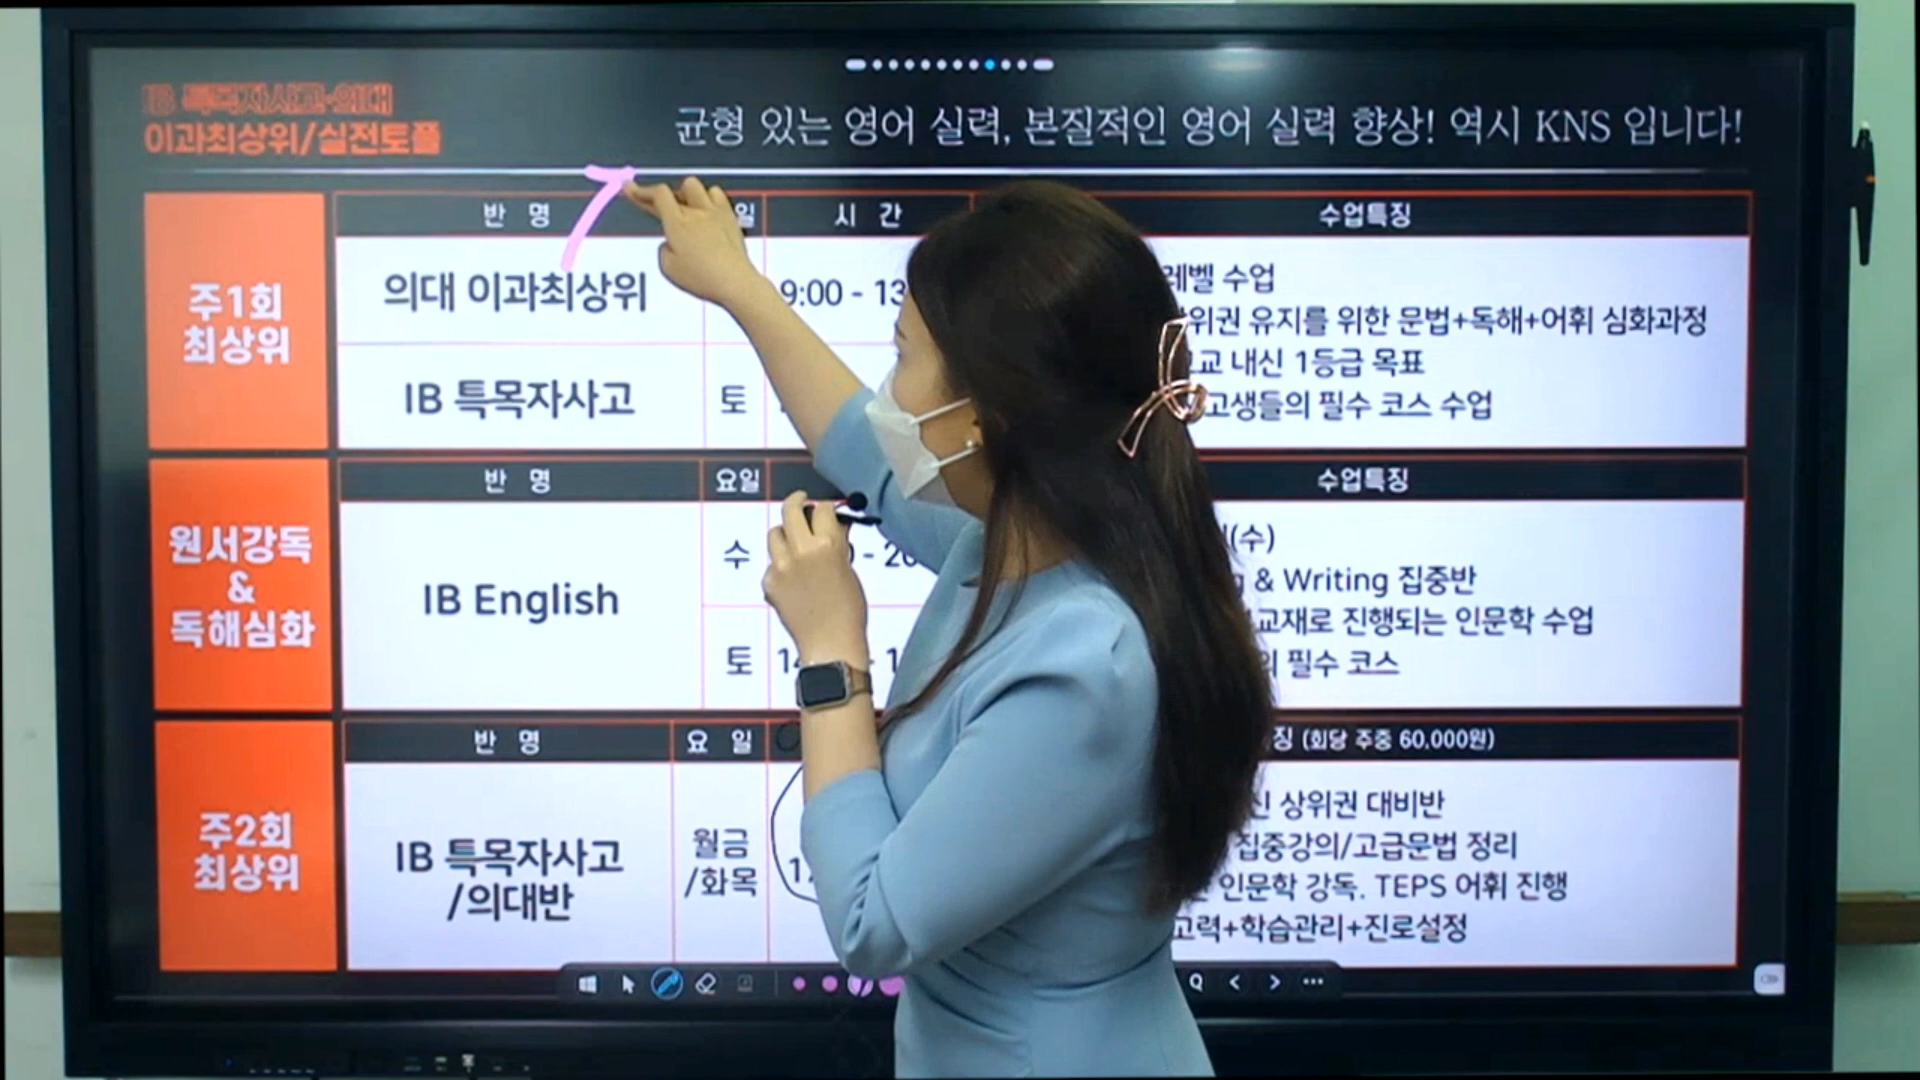 IB 특목자사고·의대
이과최상위/실전토플
균형 있는 영어 실력, 본질적인 영어 실력 향상! 역시 KNS 입니다!
반 명
일
시 간
수업특징
주1회
최상위
의대 이과최상위
9:00 - 13
레벨 수업
위권 유지를 위한 문법+독해+어휘 심화과정
IB 특목자사고
토
교 내신 1등급 목표
고생들의 필수 코스 수업
반 명
요일
수업특징
원서강독
&
독해심화
IB English
수
(수)
& Writing 집중반
교재로 진행되는 인문학 수업
토
필수 코스
반 명
요 일
징 (회당 주중 60,000원)
주2회
최상위
IB 특목자사고
/의대반
월금
/화목
상위권 대비반
집중강의/고급문법 정리
인문학 강독. TEPS 어휘 진행
고력+학습관리+진로설정